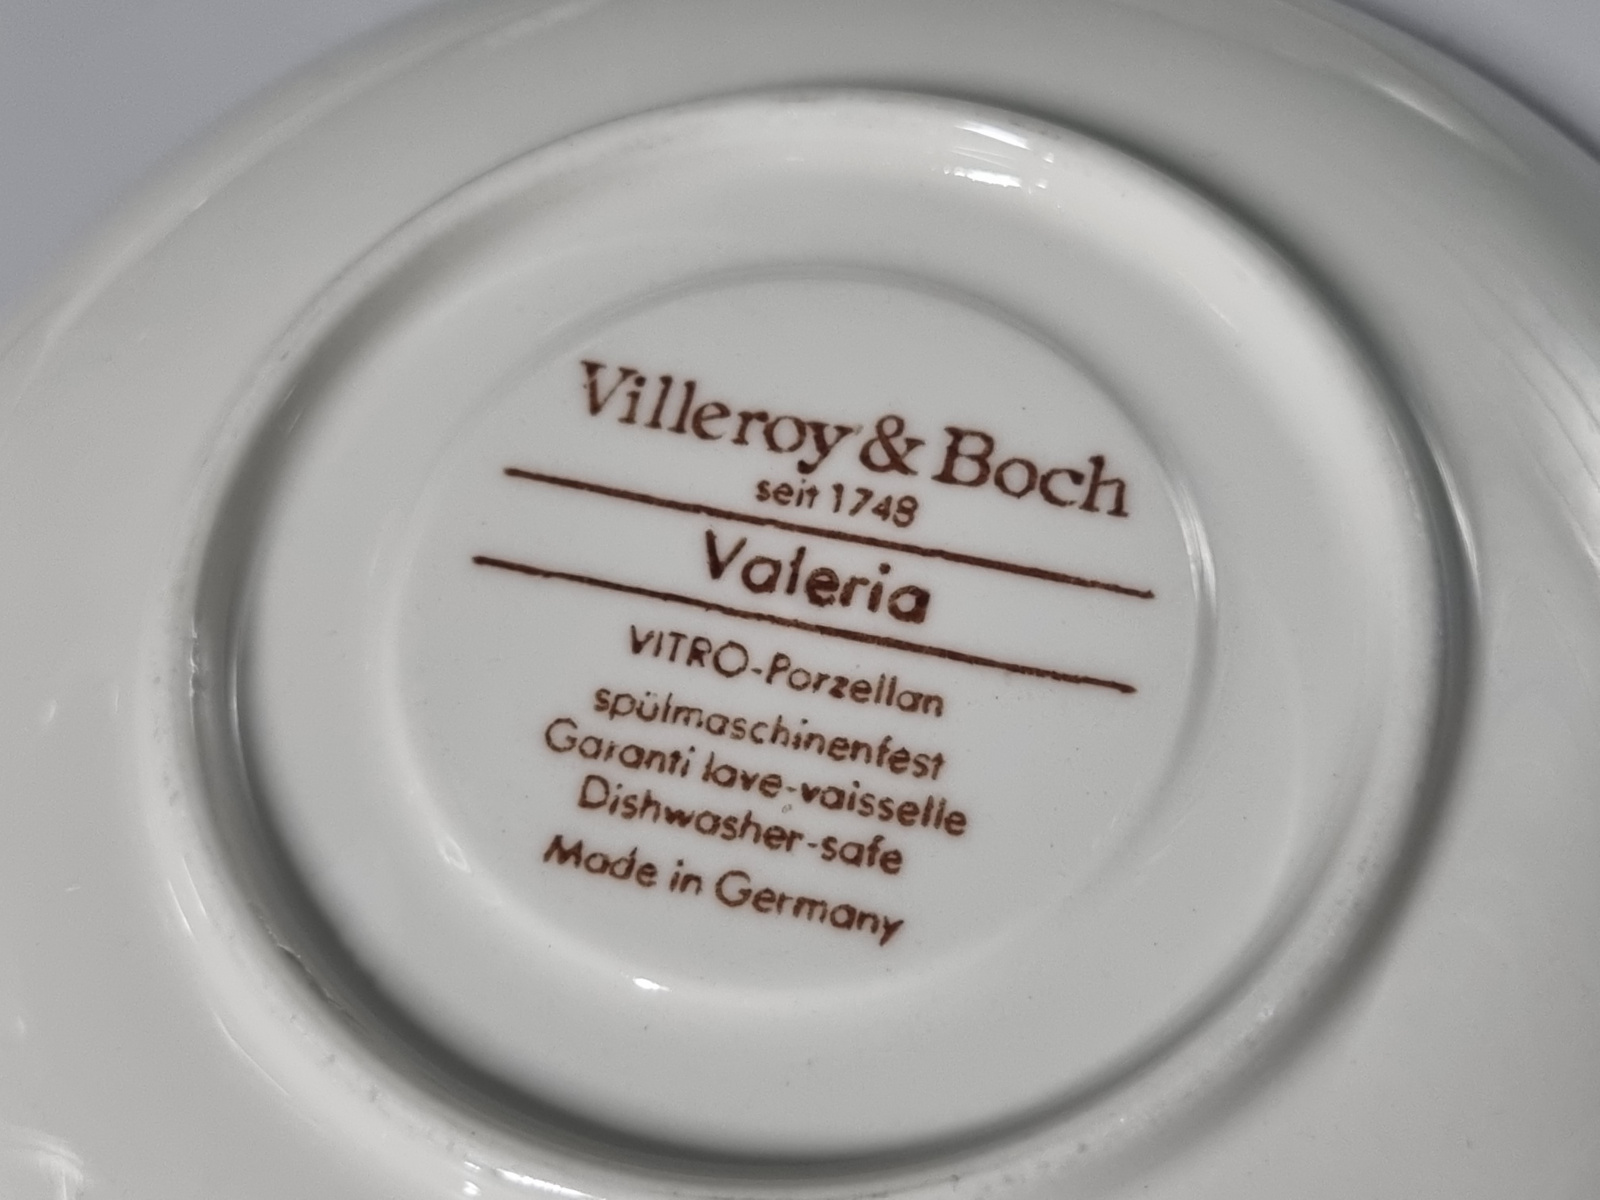 Villeroy & Boch
seit 1748
Valeria
VITRO-Porzellan
spülmaschinenfest
Garanti lave-vaisselle
Dishwasher-safe
Made in Germany